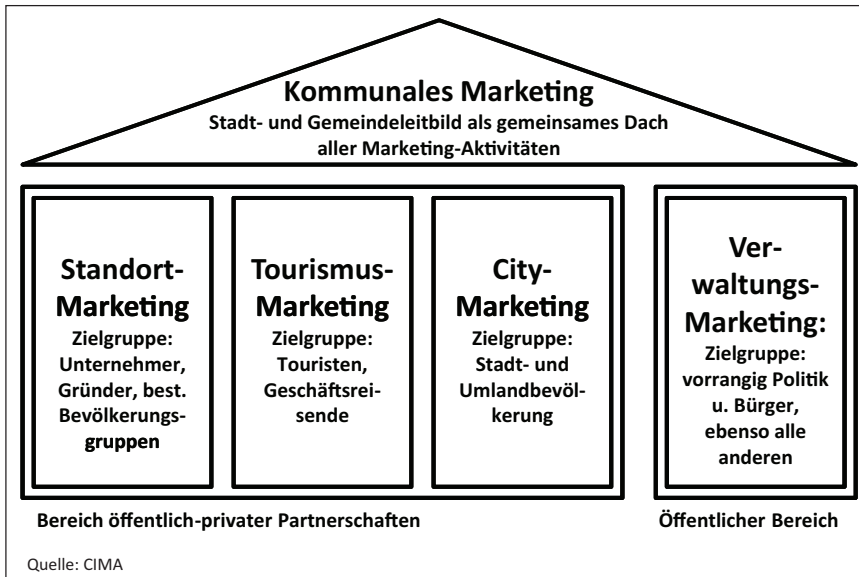 Kommunales Marketing
Stadt- und Gemeindeleitbild als gemeinsames Dach
aller Marketing-Aktivitäten
Standort-
Marketing
Zielgruppe:
Unternehmer,
Gründer, best.
Bevölkerungs-
gruppen
Tourismus-
Marketing
Zielgruppe:
Touristen,
Geschäftsrei-
sende
City-
Marketing
Zielgruppe:
Stadt- und
Umlandbevöl-
kerung
Ver-
waltungs-
Marketing:
Zielgruppe:
vorrangig Politik
u. Bürger,
ebenso alle
anderen
Bereich öffentlich-privater Partnerschaften
Öffentlicher Bereich
Quelle: CIMA